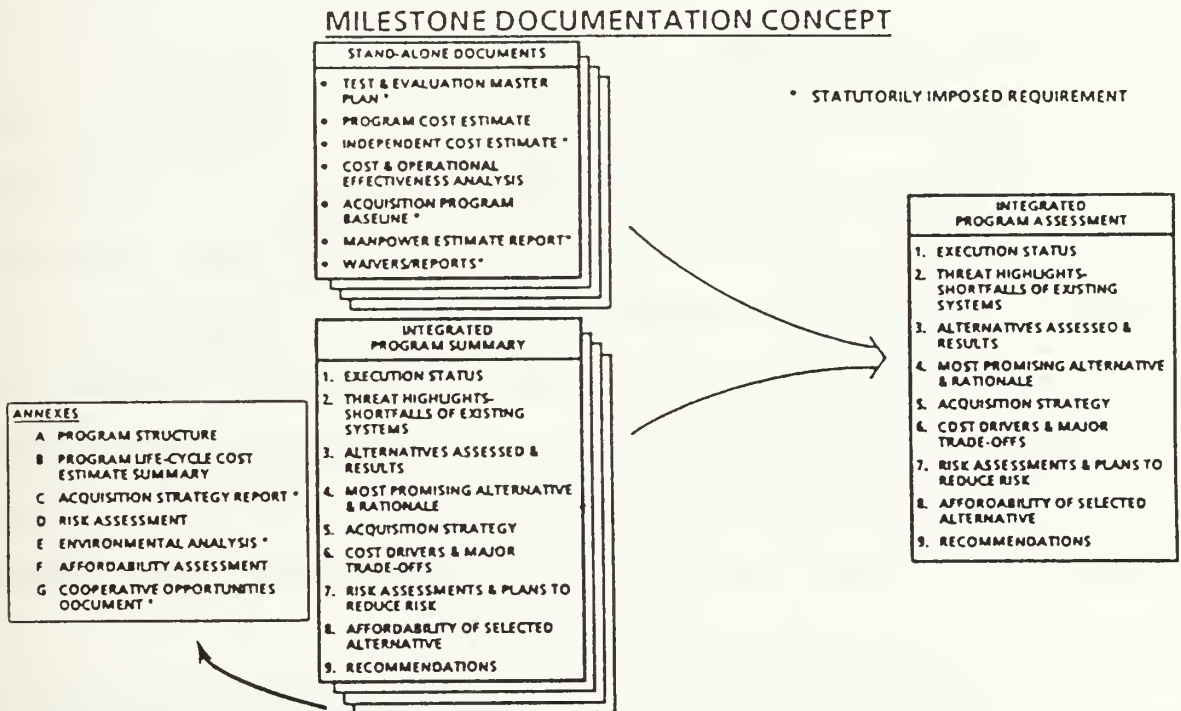 MILESTONE DOCUMENTATION CONCEPT
STAND-ALONE DOCUMENTS
• TEST & EVALUATION MASTER
PLAN *
• PROGRAM COST ESTIMATE
• INDEPENDENT COST ESTIMATE *
• COST & OPERATIONAL
EFFECTIVENESS ANALYSIS
• ACQUISITION PROGRAM
BASELINE *
• MANPOWER ESTIMATE REPORT*
• WAIVERS/REPORTS*
* STATUTORILY IMPOSED REQUIREMENT
INTEGRATED
PROGRAM SUMMARY
1. EXECUTION STATUS
2. THREAT HIGHLIGHTS-
SHORTFALLS OF EXISTING
SYSTEMS
3. ALTERNATIVES ASSESSED &
RESULTS
4. MOST PROMISING ALTERNATIVE
& RATIONALE
5. ACQUISITION STRATEGY
6. COST DRIVERS & MAJOR
TRADE-OFFS
7. RISK ASSESSMENTS & PLANS TO
REDUCE RISK
8. AFFORDABILITY OF SELECTED
ALTERNATIVE
9. RECOMMENDATIONS
ANNEXES
A PROGRAM STRUCTURE
B PROGRAM LIFE-CYCLE COST
ESTIMATE SUMMARY
C ACQUISITION STRATEGY REPORT *
D RISK ASSESSMENT
E ENVIRONMENTAL ANALYSIS *
F AFFORDABILITY ASSESSMENT
G COOPERATIVE OPPORTUNITIES
DOCUMENT *
INTEGRATED
PROGRAM ASSESSMENT
1. EXECUTION STATUS
2. THREAT HIGHLIGHTS-
SHORTFALLS OF EXISTING
SYSTEMS
3. ALTERNATIVES ASSESSED &
RESULTS
4. MOST PROMISING ALTERNATIVE
& RATIONALE
5. ACQUISITION STRATEGY
6. COST DRIVERS & MAJOR
TRADE-OFFS
7. RISK ASSESSMENTS & PLANS TO
REDUCE RISK
8. AFFORDABILITY OF SELECTED
ALTERNATIVE
9. RECOMMENDATIONS